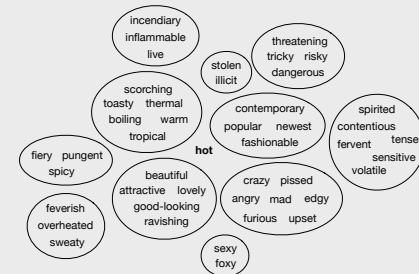 incendiary
inflammable
live
stolen
illicit
threatening
tricky risky
dangerous
scorching
toasty thermal
boiling warm
tropical
contemporary
popular newest
fashionable
spirited
contentious
fervent tense
sensitive
volatile
hot
fiery pungent
spicy
beautiful
attractive lovely
good-looking
ravishing
crazy pissed
angry mad edgy
furious upset
feverish
overheated
sweaty
sexy
foxy